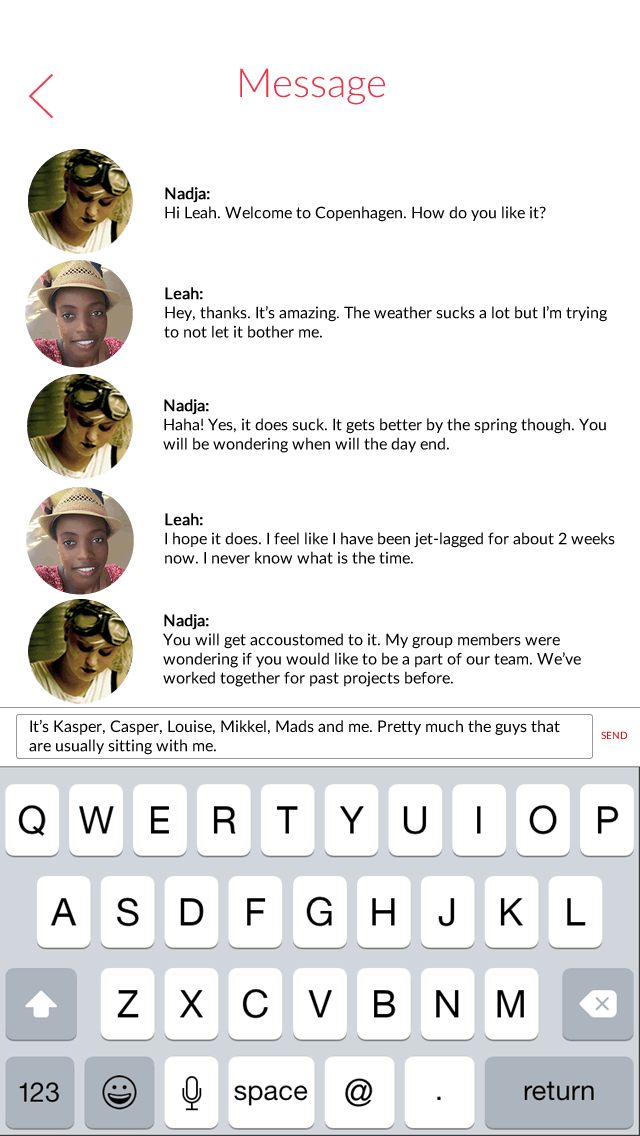 Message
Nadja:
Hi Leah. Welcome to Copenhagen. How do you like it?
Leah:
Hey, thanks. It's amazing. The weather sucks a lot but I'm trying
to not let it bother me.
Nadja:
Haha! Yes, it does suck. It gets better by the spring though. You
will be wondering when will the day end.
Leah:
I hope it does. I feel like I have been jet-lagged for about 2 weeks
now. I never know what is the time.
Nadja:
You will get accoustomed to it. My group members were
wondering if you would like to be a part of our team. We've
worked together for past projects before.
It's Kasper, Casper, Louise, Mikkel, Mads and me. Pretty much the guys that
are usually sitting with me.
SEND
Q W E R T Y U I O P
A S D F G H J K L
Z X C V B N M
123 space @ . return